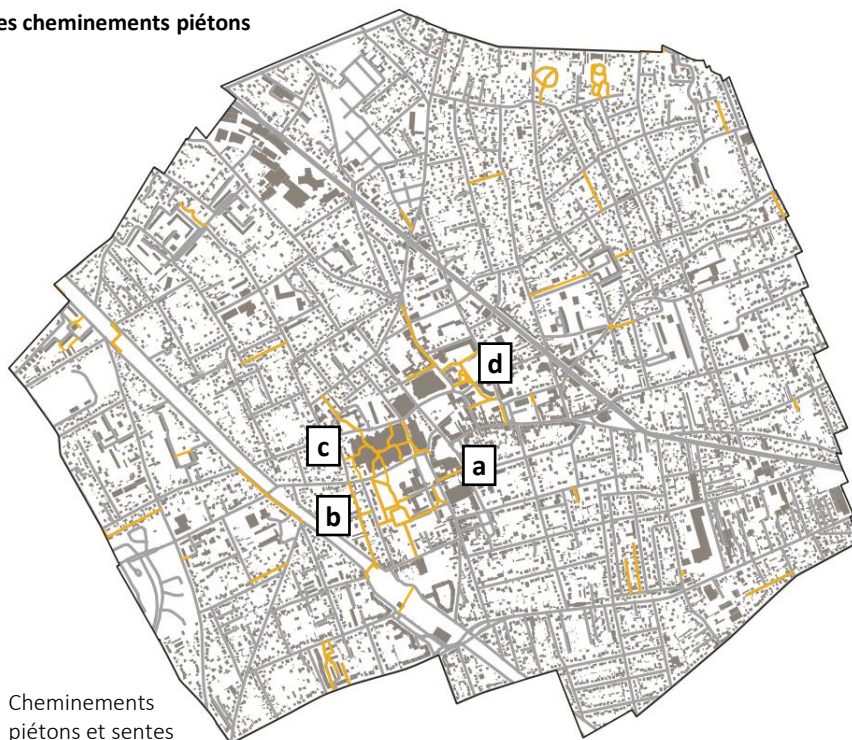 es cheminements piétons
d
c
a
b
Cheminements
piétons et sentes